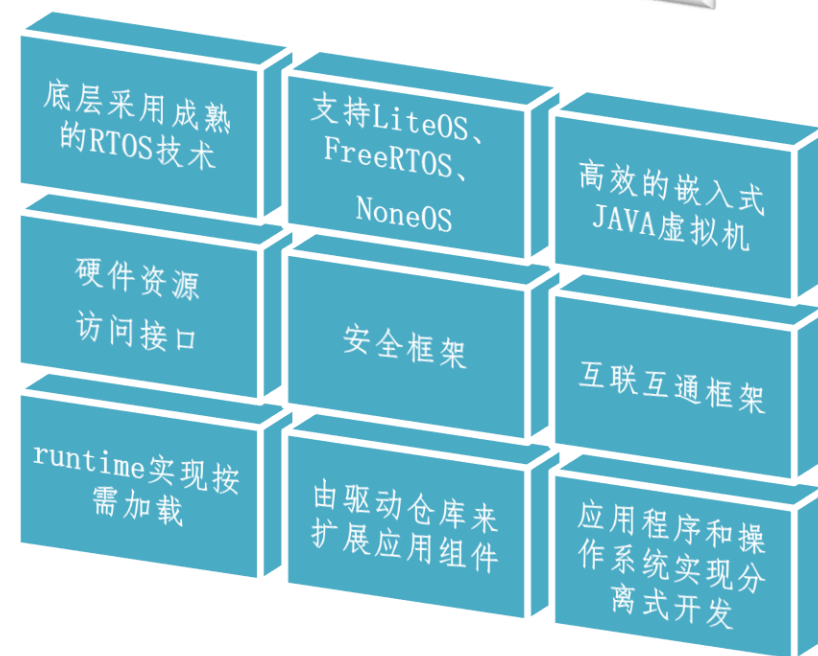 底层采用成熟
的RTOS技术
支持LiteOS、
FreeRTOS、
NoneOS
高效的嵌入式
JAVA虚拟机
硬件资源
访问接口
安全框架
互联互通框架
runtime实现按
需加载
由驱动仓库来
扩展应用组件
应用程序和操
作系统实现分
离式开发